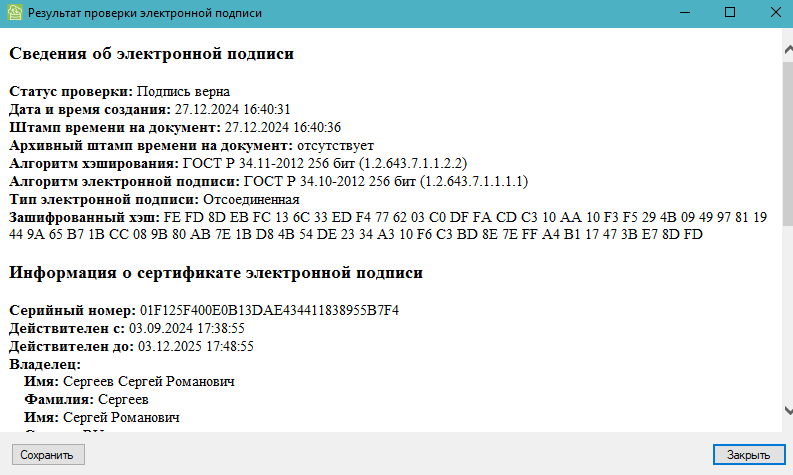 Результат проверки электронной подписи
Сведения об электронной подписи
Статус проверки: Подпись верна
Дата и время создания: 27.12.2024 16:40:31
Штамп времени на документ: 27.12.2024 16:40:36
Архивный штамп времени на документ: отсутствует
Алгоритм хэширования: ГОСТ Р 34.11-2012 256 бит (1.2.643.7.1.1.2.2)
Алгоритм электронной подписи: ГОСТ Р 34.10-2012 256 бит (1.2.643.7.1.1.1.1)
Тип электронной подписи: Отсоединенная
Зашифрованный хэш: FE FD 8D EB FC 13 6C 33 ED F4 77 62 03 C0 DF FA CD C3 10 AA 10 F3 F5 29 4B 09 49 97 81 19
44 9A 65 B7 1B CC 08 9B 80 AB 7E 1B D8 4B 54 DE 23 34 A3 10 F6 C3 BD 8E 7E FF A4 B1 17 47 3B E7 8D FD
Информация о сертификате электронной подписи
Серийный номер: 01F125F400E0B13DAE434411838955B7F4
Действителен с: 03.09.2024 17:38:55
Действителен до: 03.12.2025 17:48:55
Владелец:
Имя: Сергеев Сергей Романович
Фамилия: Сергеев
Имя: Сергей Романович
Сохранить
Закрыть